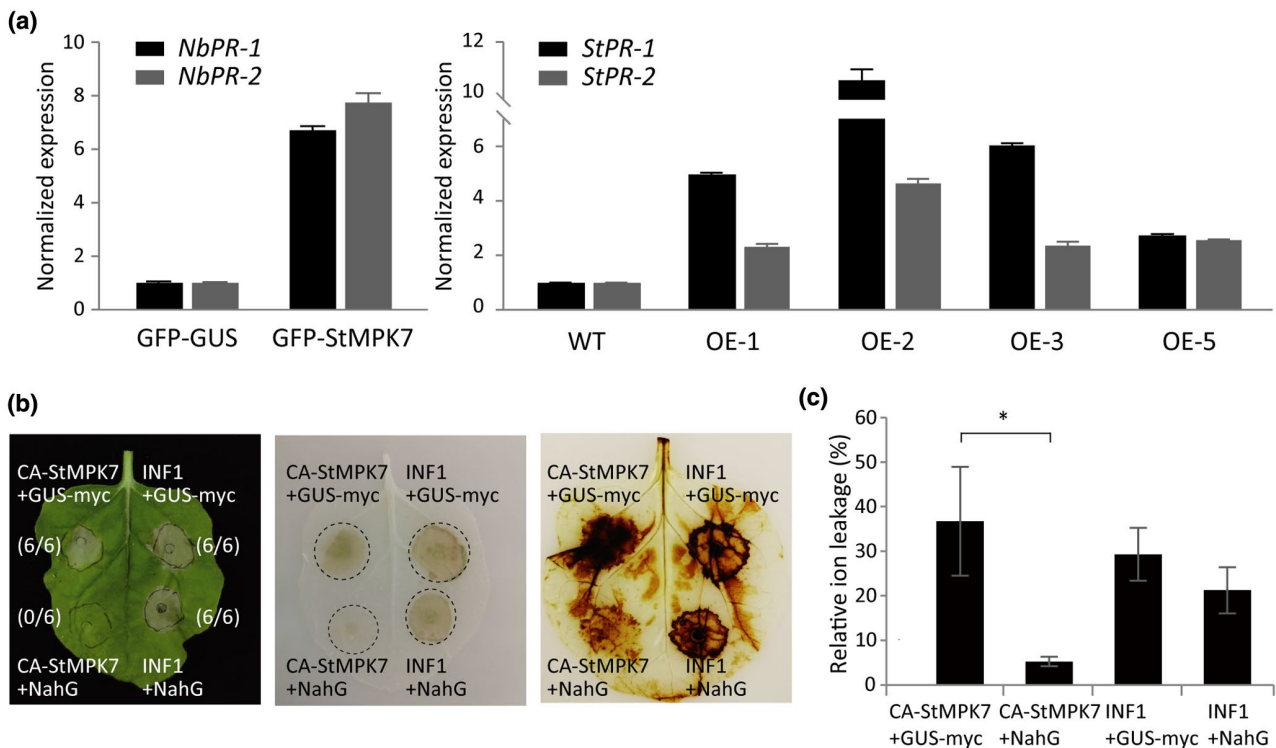 (a)
10
8
6
4
2
0
Normalized expression
NbPR-1
NbPR-2
GFP-GUS
GFP-StMPK7
12
10
6
4
2
0
Normalized expression
StPR-1
StPR-2
WT
OE-1
OE-2
OE-3
OE-5
(b)
CA-StMPK7
+GUS-myc
INF1
+GUS-myc
(6/6)
(6/6)
(0/6)
(6/6)
CA-StMPK7
+NahG
INF1
+NahG
CA-StMPK7
+GUS-myc
INF1
+GUS-myc
CA-StMPK7
+NahG
INF1
+NahG
CA-StMPK7
+GUS-myc
INF1
+GUS-myc
CA-StMPK7
+NahG
INF1
+NahG
(c)
60
50
40
30
20
10
0
Relative ion leakage (%)
*
CA-StMPK7
+GUS-myc
CA-StMPK7
+NahG
INF1
+GUS-myc
INF1
+NahG